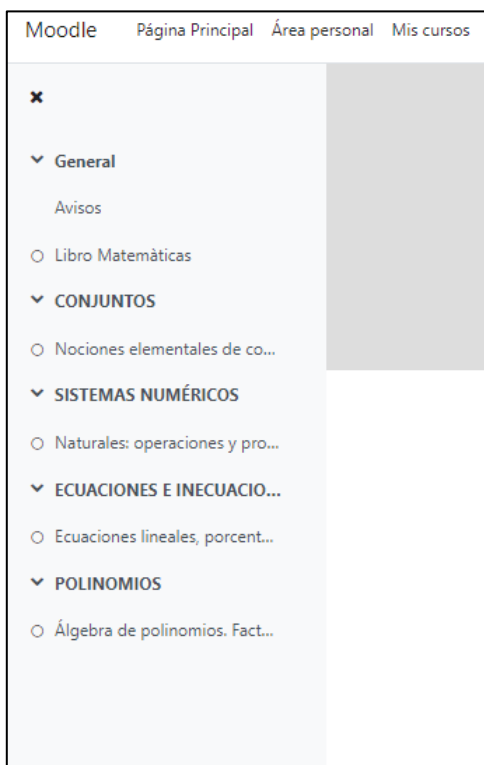 Moodle Página Principal Área personal Mis cursos
General
Avisos
Libro Matemàticas
CONJUNTOS
Nociones elementales de co...
SISTEMAS NUMÉRICOS
Naturales: operaciones y pro...
ECUACIONES E INECUACIO...
Ecuaciones lineales, porcent...
POLINOMIOS
Álgebra de polinomios. Fact...